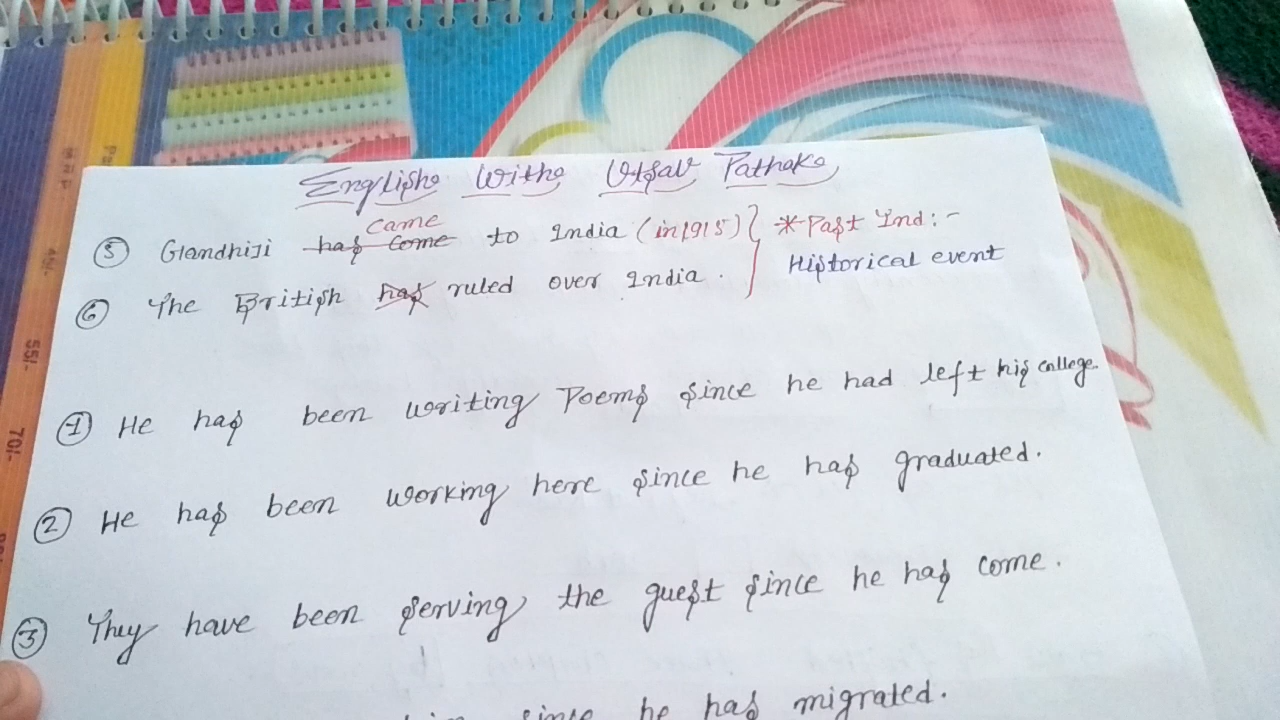 English With Utsav Pathak
came
5 Gandhiji has come to India (in 1915) } * Past Ind:-
6 The British has ruled over India. Historical event
1 He has been writing Poems since he had left his college.
2 He has been working here since he has graduated.
3 They have been serving the guest since he has come.
since he has migrated.
55/-
70/-